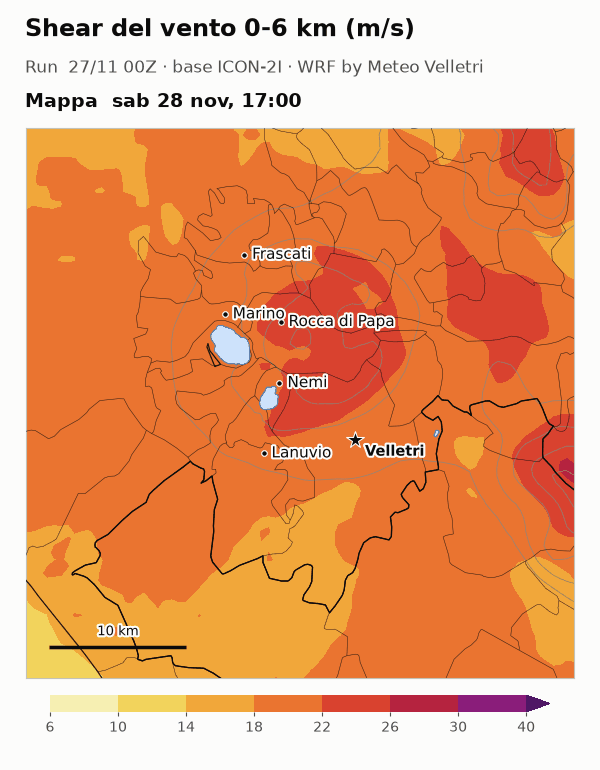 Shear del vento 0-6 km (m/s)
Run  27/11 00Z · base ICON-2I · WRF by Meteo Velletri
Mappa  sab 28 nov, 17:00
Frascati
Marino
Rocca di Papa
Nemi
Velletri
Lanuvio
10 km
6 10 14 18 22 26 30 40